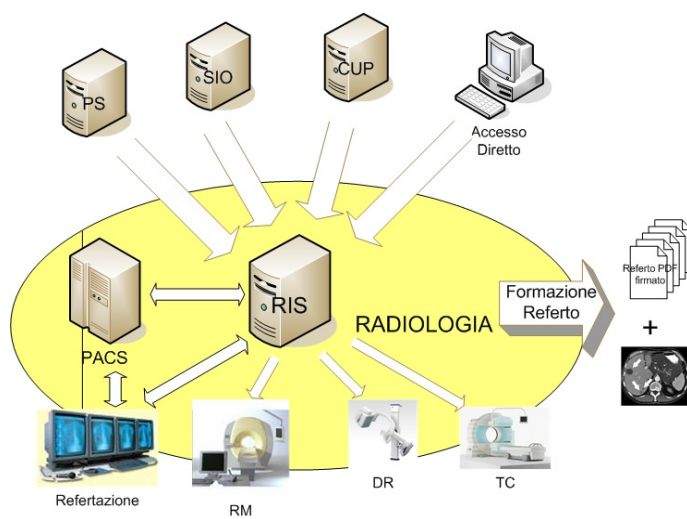 PS
SIO
CUP
Accesso
Diretto
PACS
RIS
RADIOLOGIA
Formazione
Referto
Referto PDF
firmato
+
Refertazione
RM
DR
TC